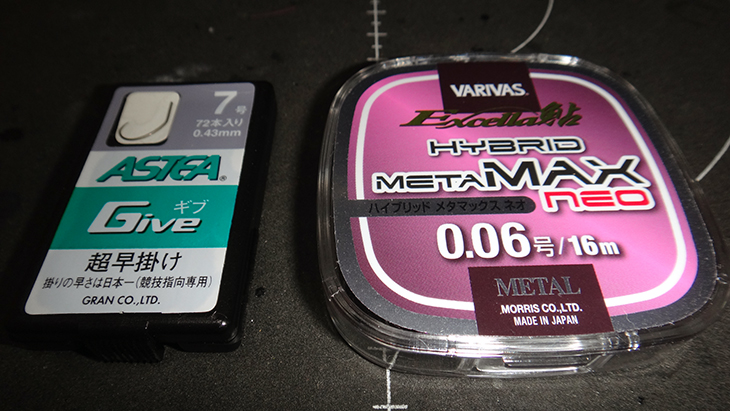 7号
72本入り
0.43mm
ASTEA®
ギブ
Give
超早掛け
掛りの早さは日本一(競技指向専用)
GRAN CO.,LTD.
VARIVAS®
Excella鮎
HYBRID
METAMAX
NEO
ハイブリッド メタマックス ネオ
0.06号/16m
METAL
MORRIS CO.,LTD.
MADE IN JAPAN